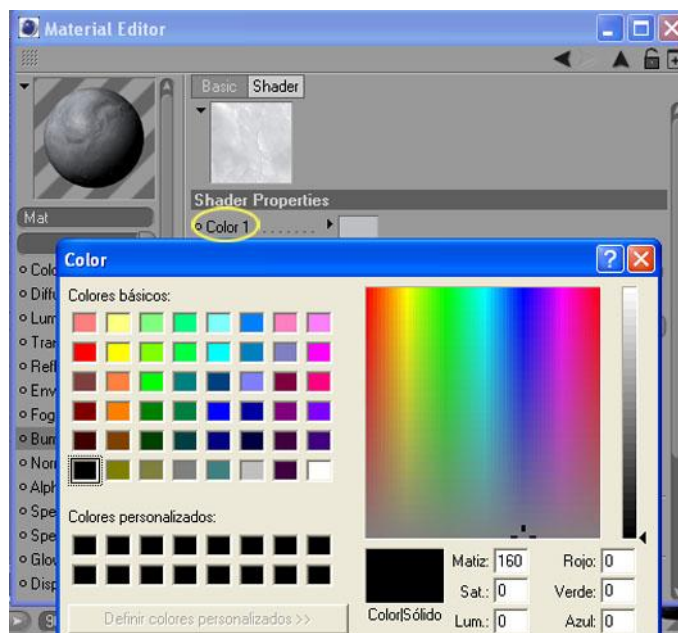 Material Editor
Basic Shader
Shader Properties
Mat
Color 1
Color
Colores básicos:
Colores personalizados:
Definir colores personalizados >>
Color|Sólido
Matiz: 160
Sat.: 0
Lum.: 0
Rojo: 0
Verde: 0
Azul: 0